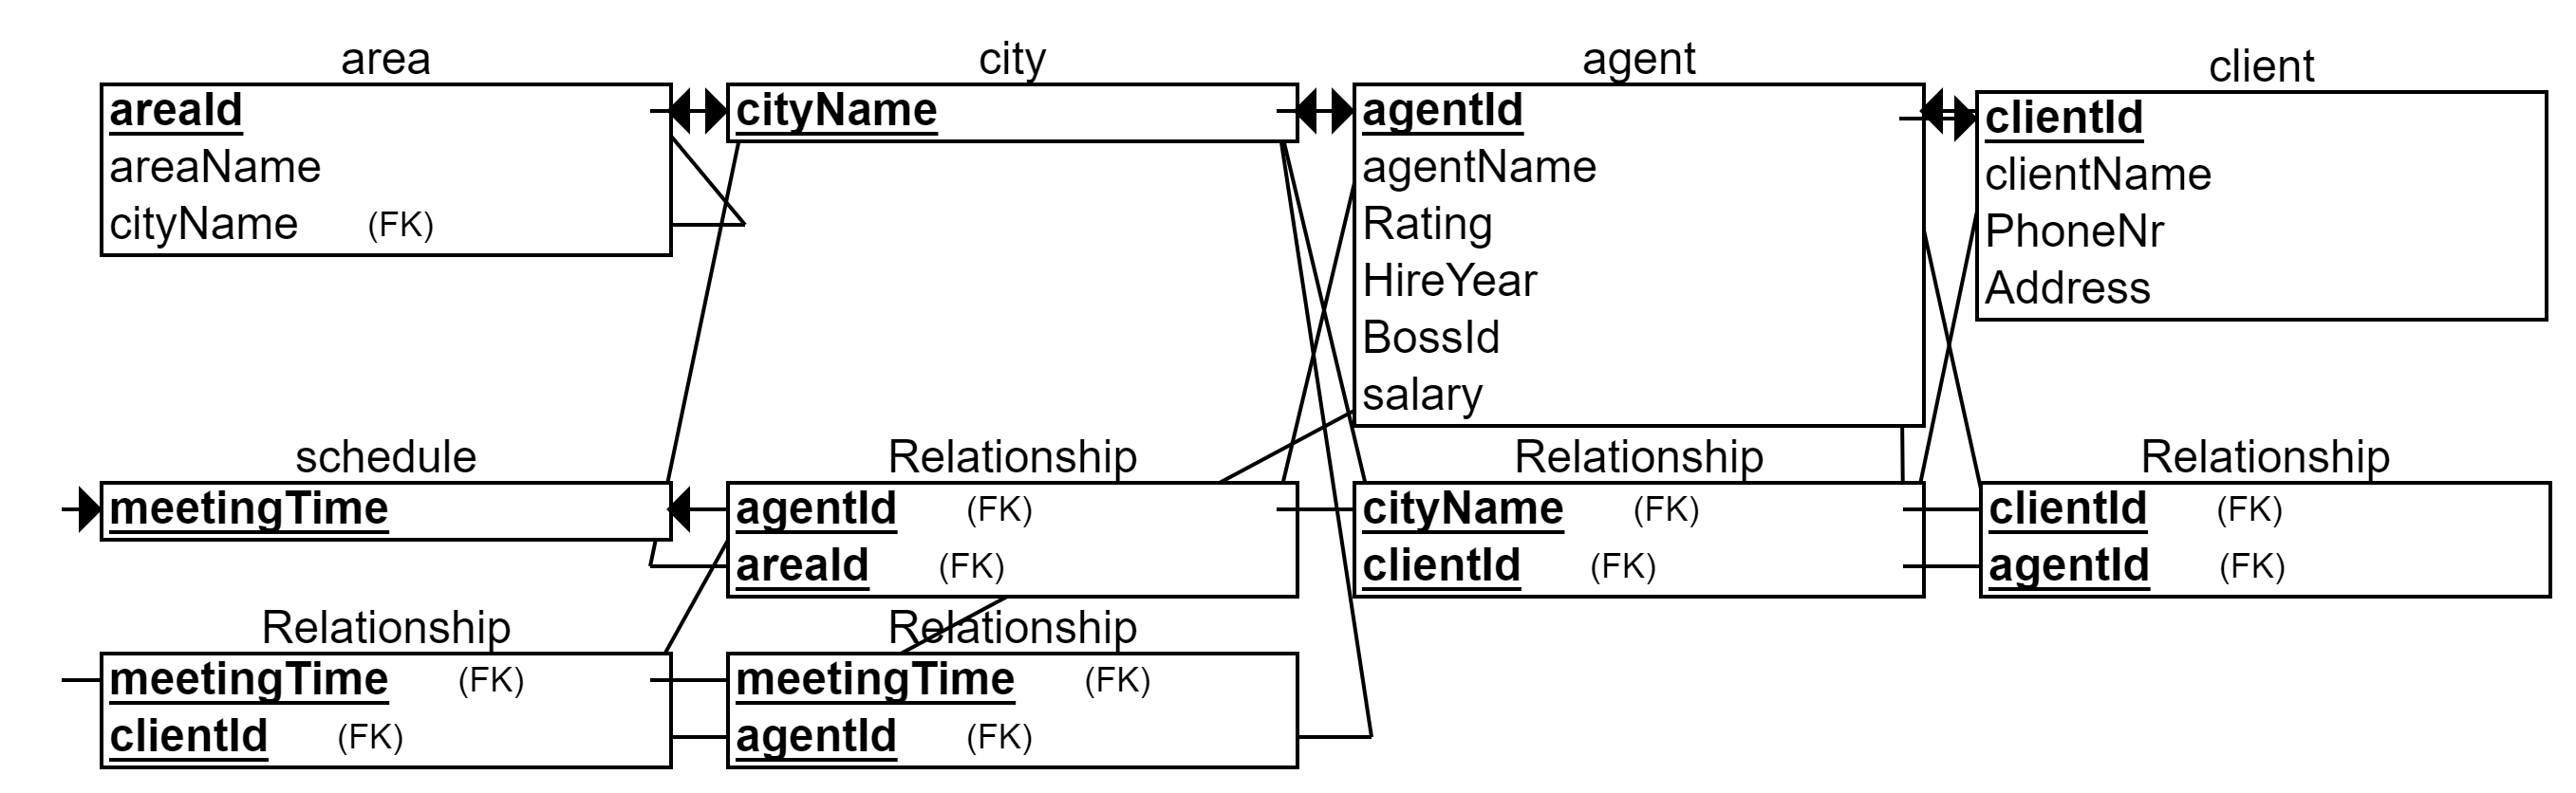 area
areaId
areaName
cityName (FK)
city
cityName
agent
agentId
agentName
Rating
HireYear
BossId
salary
client
clientId
clientName
PhoneNr
Address
schedule
meetingTime
Relationship
agentId (FK)
areaId (FK)
Relationship
cityName (FK)
clientId (FK)
Relationship
clientId (FK)
agentId (FK)
Relationship
meetingTime (FK)
clientId (FK)
Relationship
meetingTime (FK)
agentId (FK)